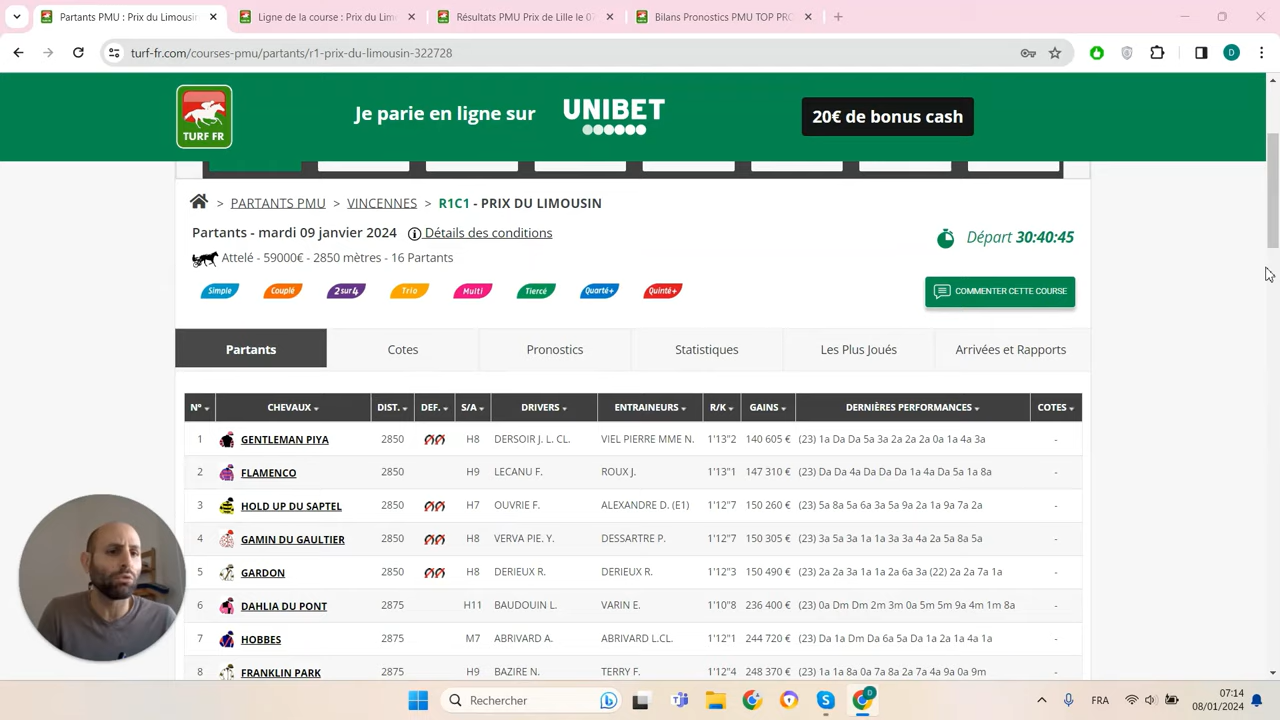 Partants PMU : Prix du Limousin
Ligne de la course : Prix du Lim
Résultats PMU Prix de Lille le 07
Bilans Pronostics PMU TOP PRO
turf-fr.com/courses-pmu/partants/r1-prix-du-limousin-322728
D
TURF FR
Je parie en ligne sur
UNIBET
20€ de bonus cash
> PARTANTS PMU > VINCENNES > R1C1 - PRIX DU LIMOUSIN
Partants - mardi 09 janvier 2024 Détails des conditions
Départ 30:40:45
Attelé - 59000€ - 2850 mètres - 16 Partants
Simple Couplé 2sur4 Trio Multi Tiercé Quarté+ Quinté+
COMMENTER CETTE COURSE
Partants Cotes Pronostics Statistiques Les Plus Joués Arrivées et Rapports
N° CHEVAUX DIST. DEF. S/A DRIVERS ENTRAINEURS R/K GAINS DERNIÈRES PERFORMANCES COTES
1 GENTLEMAN PIYA 2850 H8 DERSOIR J. L. CL. VIEL PIERRE MME N. 1'13"2 140 605 € (23) 1a Da Da 5a 3a 2a 2a 2a 0a 1a 4a 3a -
2 FLAMENCO 2850 H9 LECANU F. ROUX J. 1'13"1 147 310 € (23) Da Da 4a Da Da Da 1a 4a Da 5a 1a 8a -
3 HOLD UP DU SAPTEL 2850 H7 OUVRIE F. ALEXANDRE D. (E1) 1'12"7 150 260 € (23) 5a 8a 5a 6a 3a 5a 9a 2a 1a 9a 7a 2a -
4 GAMIN DU GAULTIER 2850 H8 VERVA PIE. Y. DESSARTRE P. 1'12"7 150 305 € (23) 3a 5a 3a 1a 1a 3a 3a 4a 2a 5a 8a 5a -
5 GARDON 2850 H8 DERIEUX R. DERIEUX R. 1'12"3 150 490 € (23) 2a 2a 3a 1a 1a 2a 6a 3a (22) 2a 2a 7a 1a -
6 DAHLIA DU PONT 2875 H11 BAUDOUIN L. VARIN E. 1'10"8 236 400 € (23) 0a Dm Dm 2m 3m 0a 5m 5m 9a 4m 1m 8a -
7 HOBBES 2875 M7 ABRIVARD A. ABRIVARD L.CL. 1'12"1 244 720 € (23) Da 1a Dm Da 6a 5a Da 1a 2a 1a 4a 1a -
8 FRANKLIN PARK 2875 H9 BAZIRE N. TERRY F. 1'12"4 248 370 € (23) 1a 1a 8a 0a 7a 8a 2a 7a 4a 9a 0a 9m -
Rechercher
FRA
07:14
08/01/2024